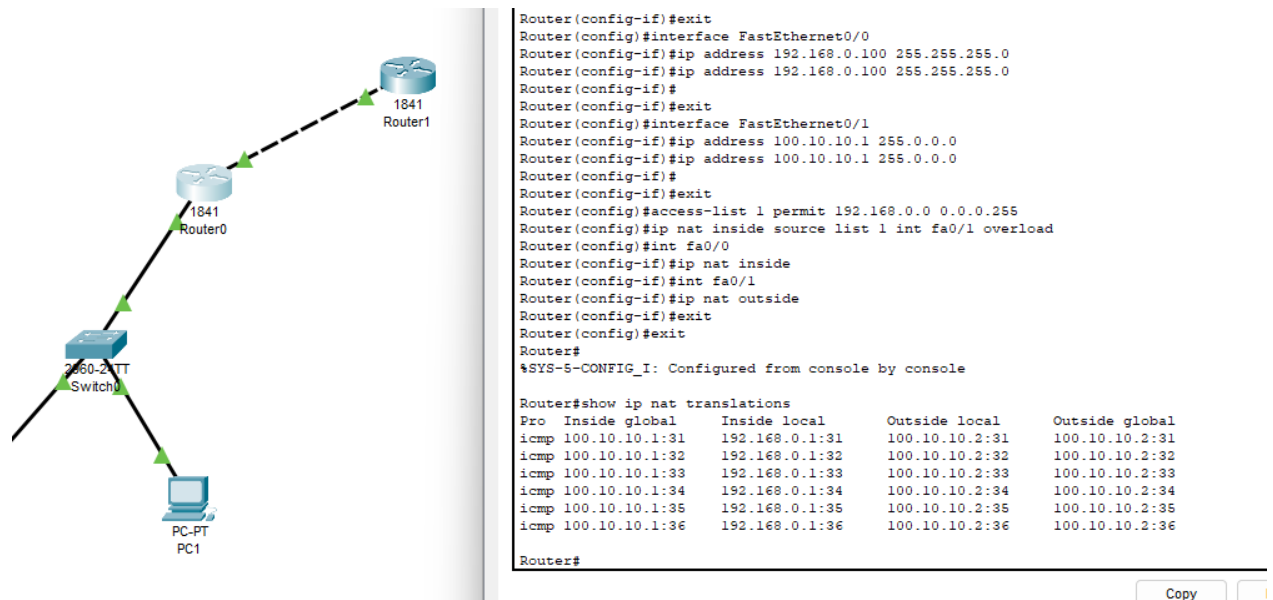 1841
Router1
1841
Router0
2960-24TT
Switch0
PC-PT
PC1
Router(config-if)#exit
Router(config)#interface FastEthernet0/0
Router(config-if)#ip address 192.168.0.100 255.255.255.0
Router(config-if)#ip address 192.168.0.100 255.255.255.0
Router(config-if)#
Router(config-if)#exit
Router(config)#interface FastEthernet0/1
Router(config-if)#ip address 100.10.10.1 255.0.0.0
Router(config-if)#ip address 100.10.10.1 255.0.0.0
Router(config-if)#
Router(config-if)#exit
Router(config)#access-list 1 permit 192.168.0.0 0.0.0.255
Router(config)#ip nat inside source list 1 int fa0/1 overload
Router(config)#int fa0/0
Router(config-if)#ip nat inside
Router(config-if)#int fa0/1
Router(config-if)#ip nat outside
Router(config-if)#exit
Router(config)#exit
Router#
%SYS-5-CONFIG_I: Configured from console by console
Router#show ip nat translations
Pro Inside global Inside local Outside local Outside global
icmp 100.10.10.1:31 192.168.0.1:31 100.10.10.2:31 100.10.10.2:31
icmp 100.10.10.1:32 192.168.0.1:32 100.10.10.2:32 100.10.10.2:32
icmp 100.10.10.1:33 192.168.0.1:33 100.10.10.2:33 100.10.10.2:33
icmp 100.10.10.1:34 192.168.0.1:34 100.10.10.2:34 100.10.10.2:34
icmp 100.10.10.1:35 192.168.0.1:35 100.10.10.2:35 100.10.10.2:35
icmp 100.10.10.1:36 192.168.0.1:36 100.10.10.2:36 100.10.10.2:36
Router#
Copy